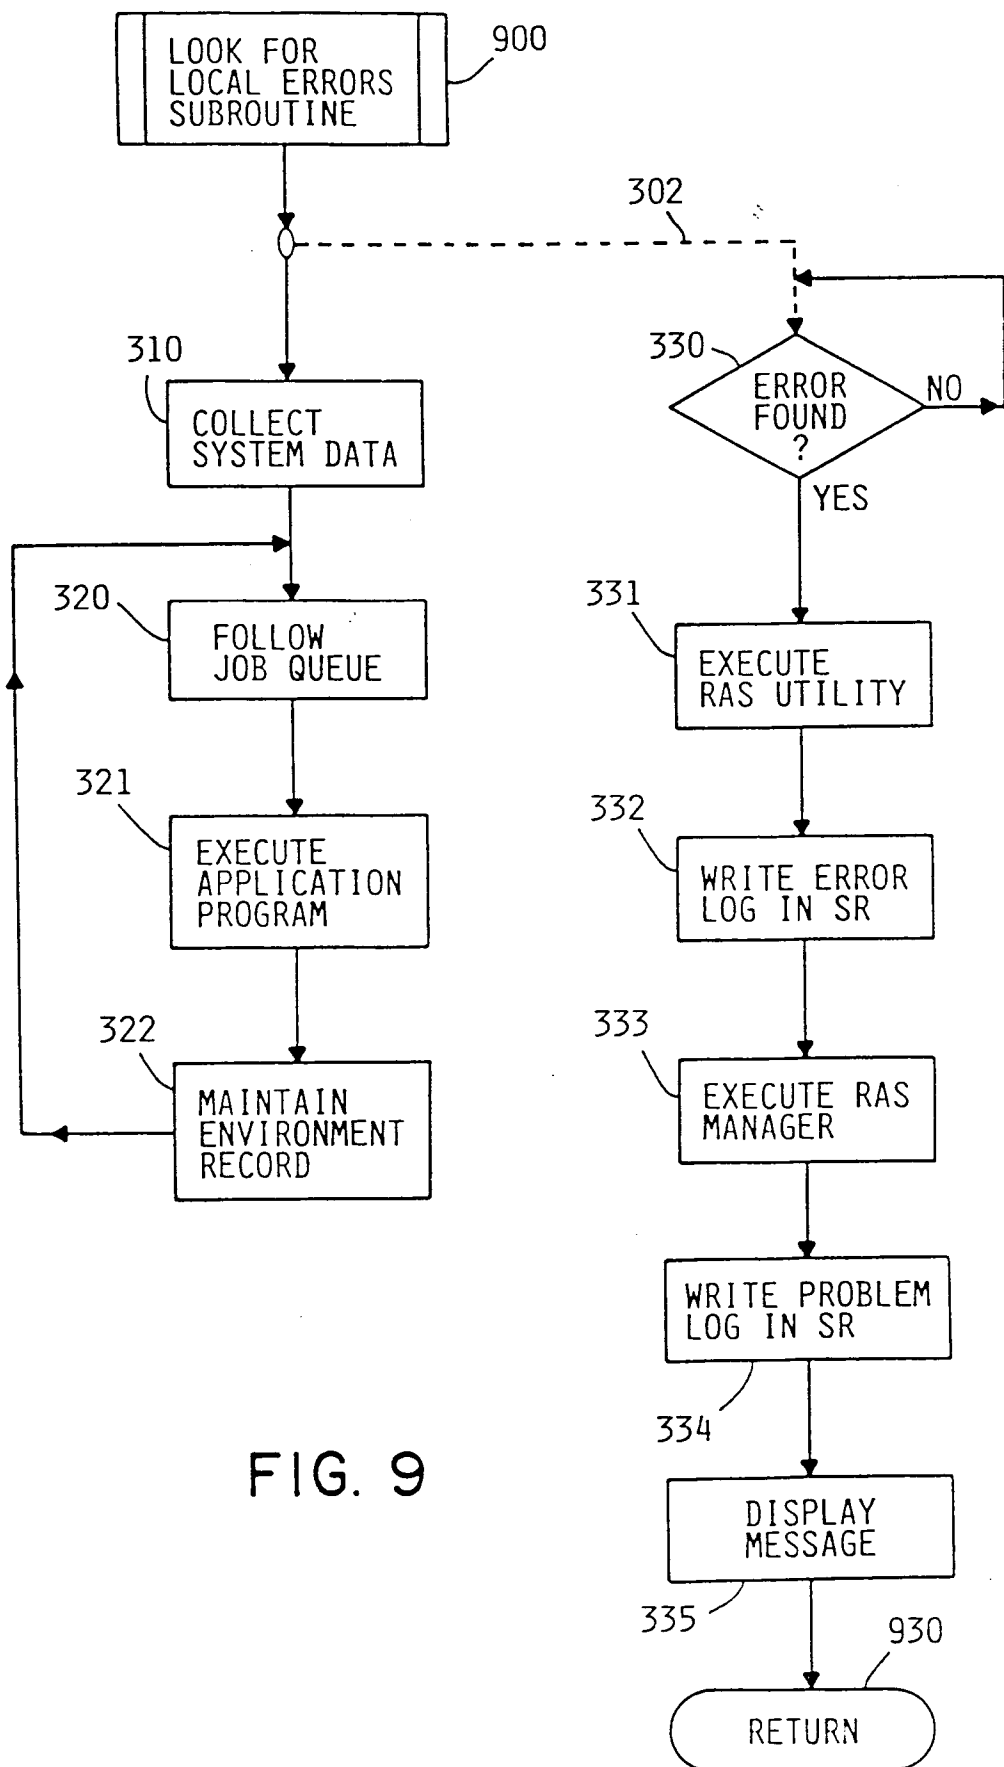 LOOK FOR
LOCAL ERRORS
SUBROUTINE
900
302
310
COLLECT
SYSTEM DATA
330
ERROR
FOUND
?
NO
YES
320
FOLLOW
JOB QUEUE
331
EXECUTE
RAS UTILITY
321
EXECUTE
APPLICATION
PROGRAM
332
WRITE ERROR
LOG IN SR
322
MAINTAIN
ENVIRONMENT
RECORD
333
EXECUTE RAS
MANAGER
WRITE PROBLEM
LOG IN SR
334
FIG. 9
DISPLAY
MESSAGE
335
930
RETURN